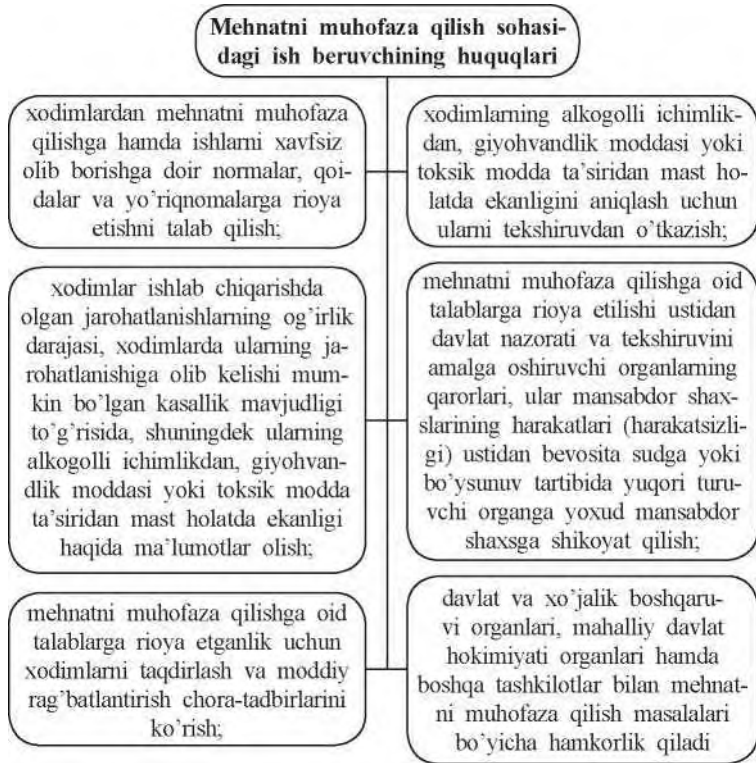 Mehnatni muhofaza qilish sohasi-
dagi ish beruvchining huquqlari
xodimlardan mehnatni muhofaza
qilishga hamda ishlarni xavfsiz
olib borishga doir normalar, qoi-
dalar va yo’riqnomalarga rioya
etishni talab qilish;
xodimlarning alkogolli ichimlik-
dan, giyohvandlik moddasi yoki
toksik modda ta’siridan mast ho-
latda ekanligini aniqlash uchun
ularni tekshiruvdan o’tkazish;
xodimlar ishlab chiqarishda
olgan jarohatlanishlarning og’irlik
darajasi, xodimlarda ularning ja-
rohatlanishiga olib kelishi mum-
kin bo’lgan kasallik mavjudligi
to’g’risida, shuningdek ularning
alkogolli ichimlikdan, giyohvan-
dlik moddasi yoki toksik modda
ta’siridan mast holatda ekanligi
haqida ma’lumotlar olish;
mehnatni muhofaza qilishga oid
talablarga rioya etilishi ustidan
davlat nazorati va tekshiruvini
amalga oshiruvchi organlarning
qarorlari, ular mansabdor shax-
slarining harakatlari (harakatsizli-
gi) ustidan bevosita sudga yoki
bo’ysunuv tartibida yuqori turu-
vchi organga yoxud mansabdor
shaxsga shikoyat qilish;
mehnatni muhofaza qilishga oid
talablarga rioya etganlik uchun
xodimlarni taqdirlash va moddiy
rag’batlantirish chora-tadbirlarini
ko’rish;
davlat va xo’jalik boshqaru-
vi organlari, mahalliy davlat
hokimiyati organlari hamda
boshqa tashkilotlar bilan mehnat-
ni muhofaza qilish masalalari
bo’yicha hamkorlik qiladi